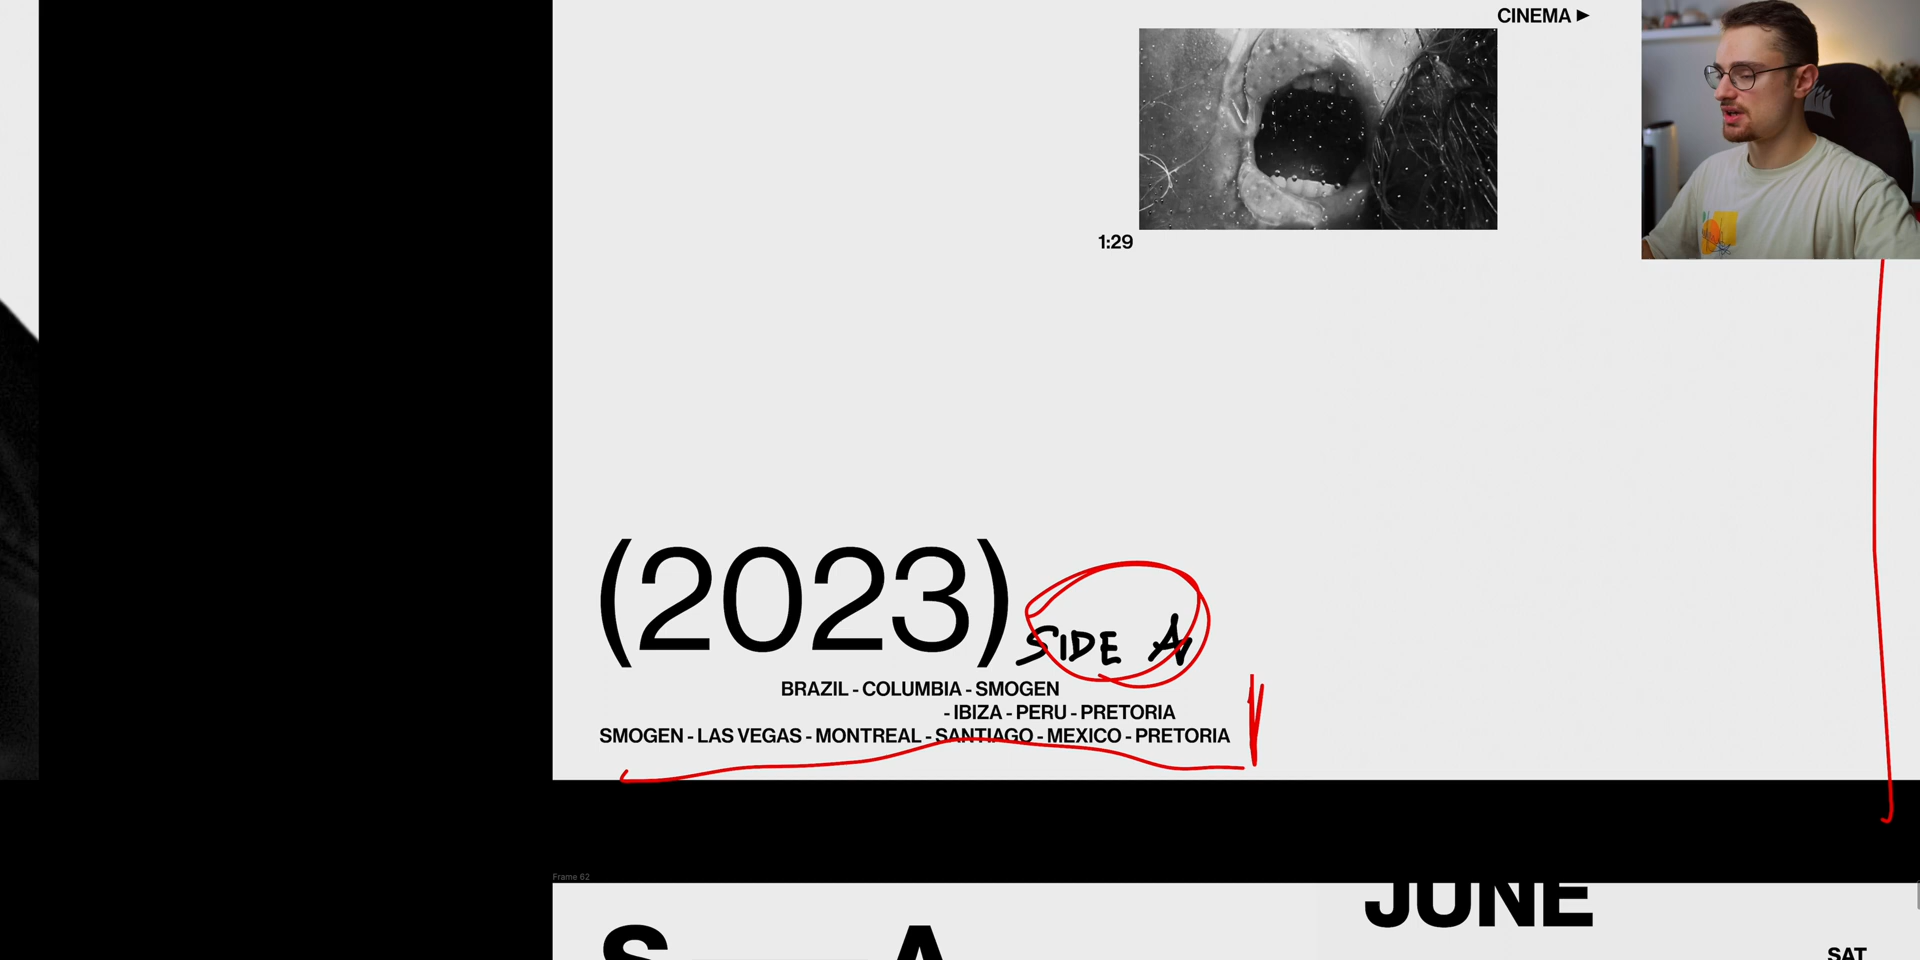 CINEMA ►
1:29
(2023) SIDE A
BRAZIL - COLUMBIA - SMOGEN
- IBIZA - PERU - PRETORIA
SMOGEN - LAS VEGAS - MONTREAL - SANTIAGO - MEXICO - PRETORIA
Frame 62
JUNE
S A
SAT